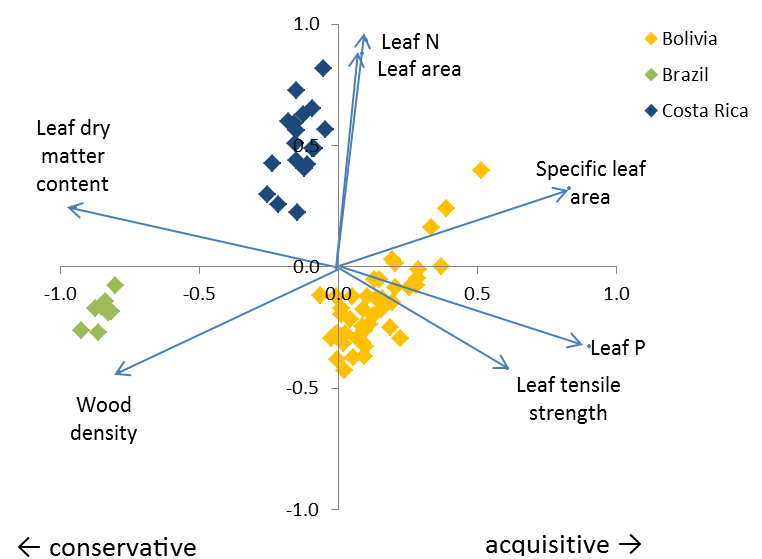 1.0
Leaf N
Leaf area
Bolivia
Brazil
Costa Rica
Leaf dry
matter
content
0.5
Specific leaf
area
-1.0
-0.5
0.0
0.0
0.5
1.0
Leaf P
-0.5
Leaf tensile
strength
Wood
density
-1.0
← conservative
acquisitive →